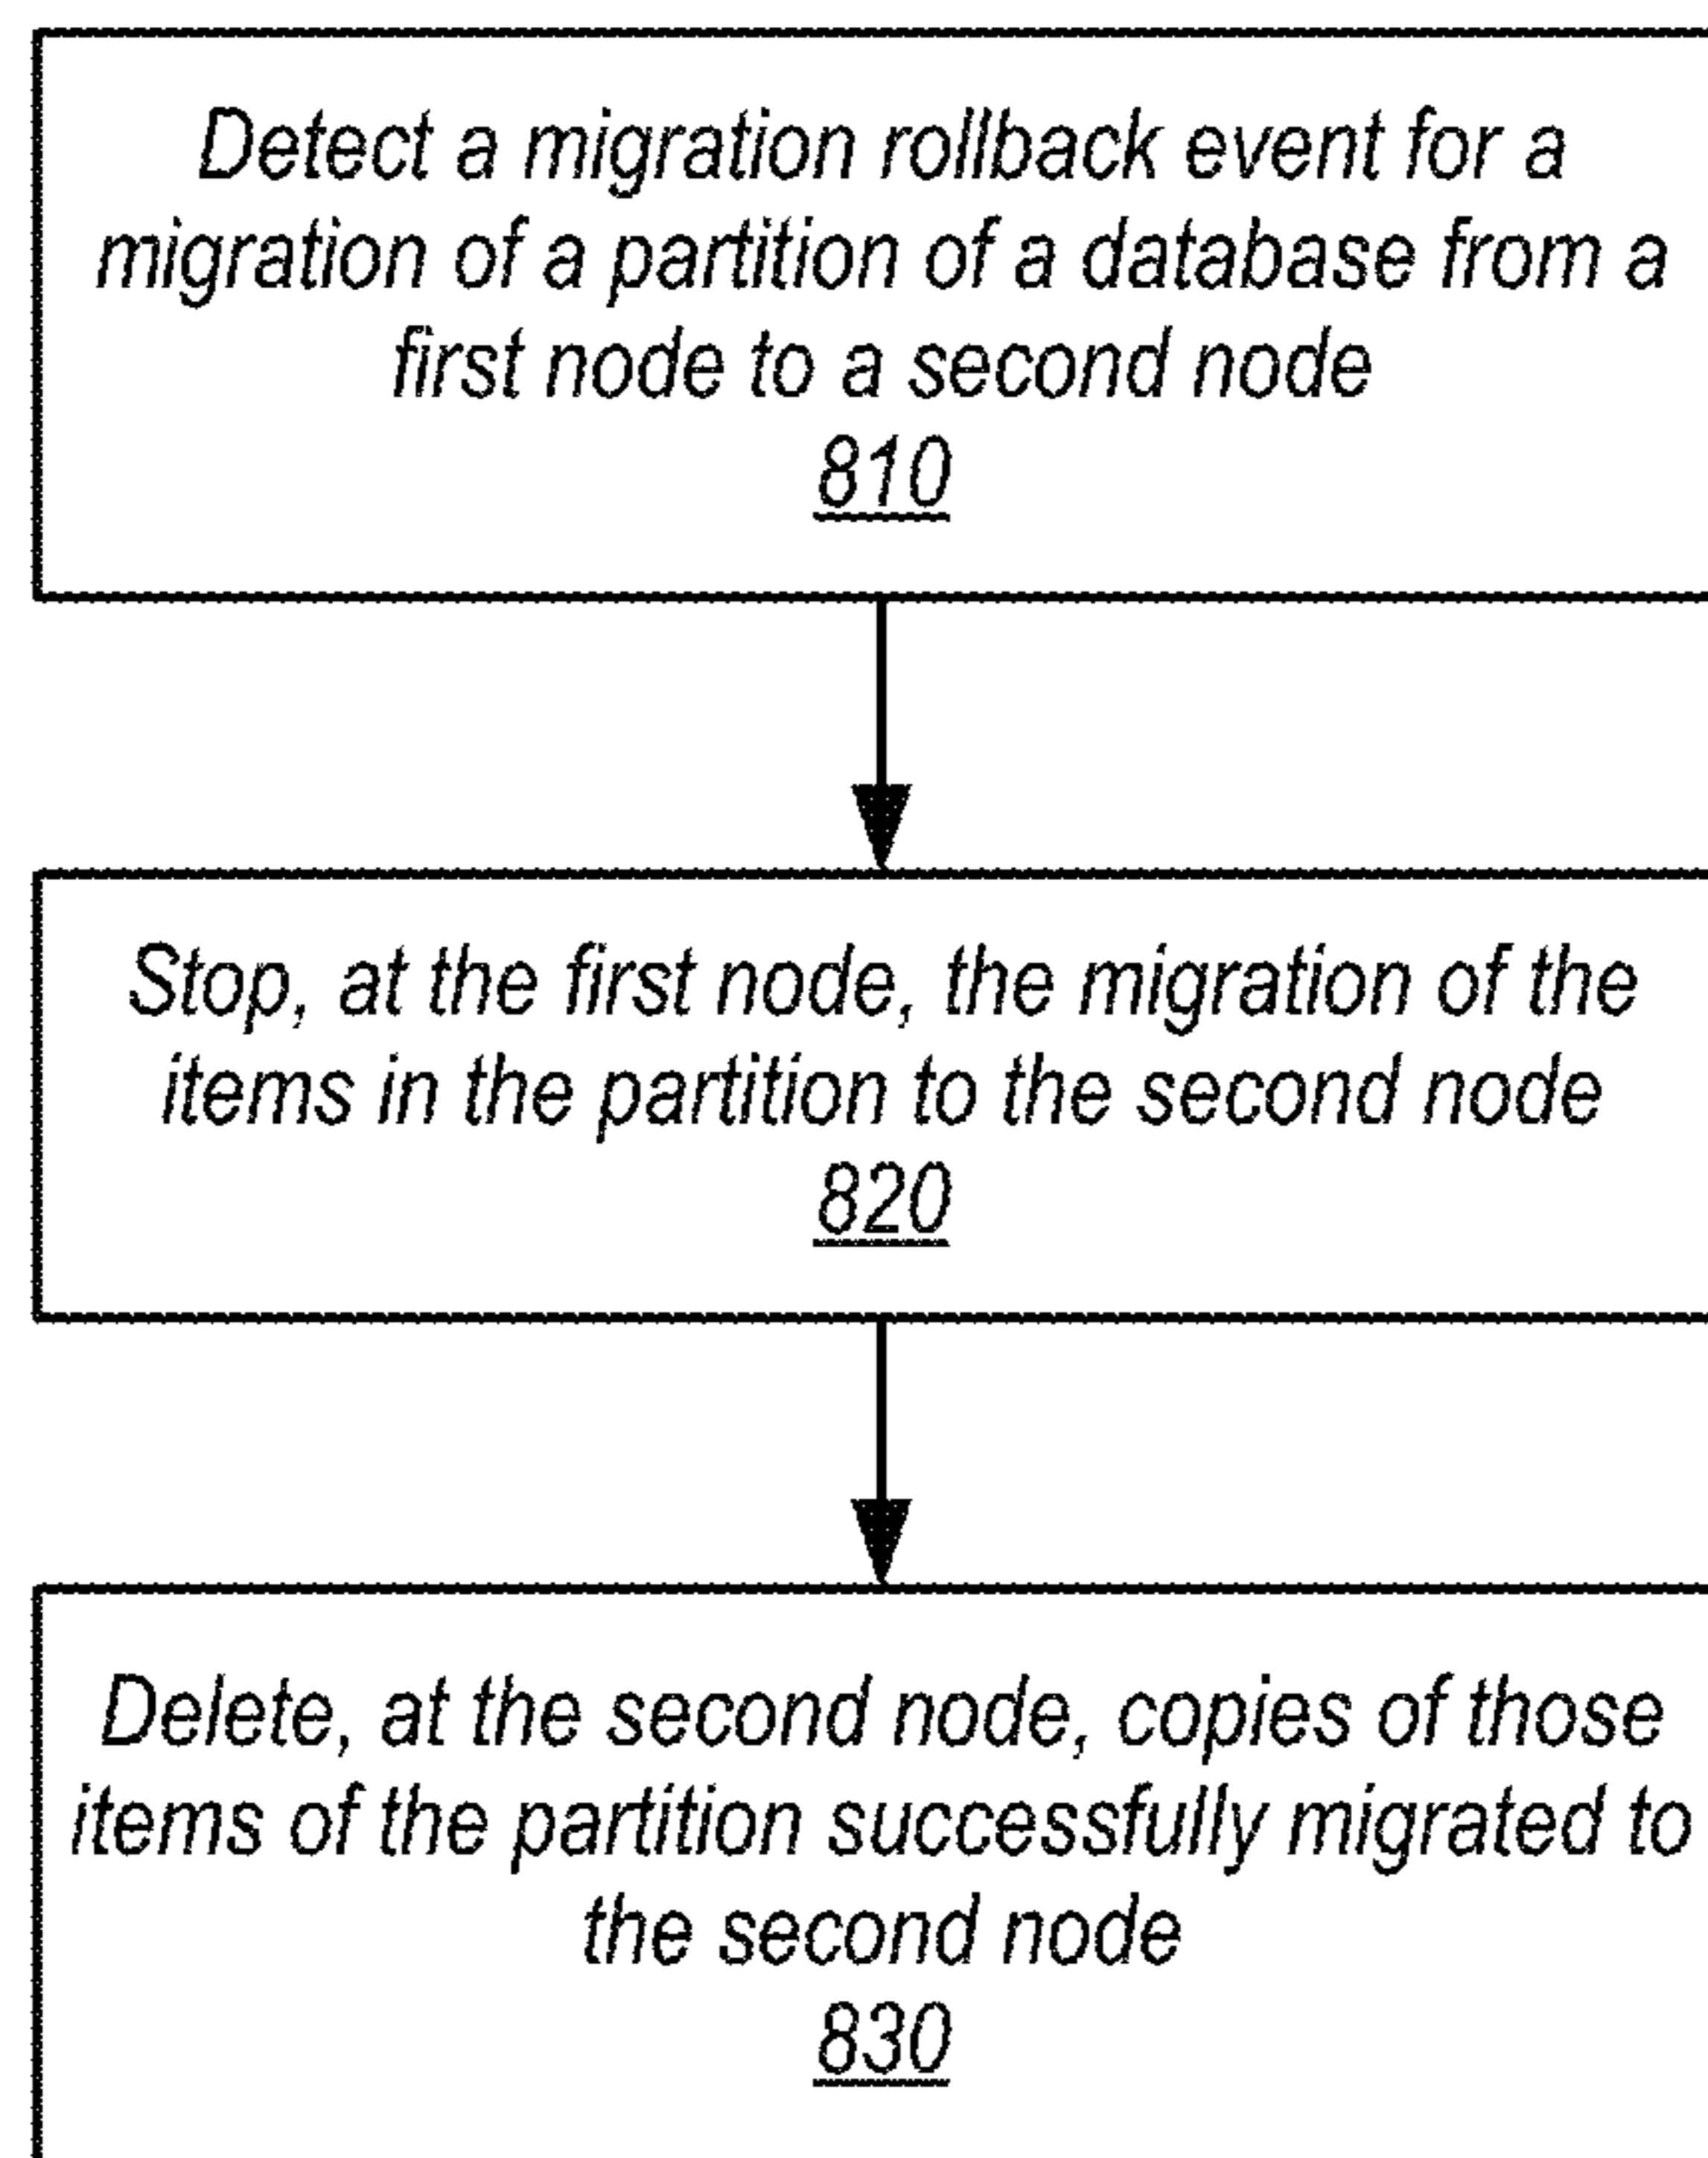 Detect a migration rollback event for a
migration of a partition of a database from a
first node to a second node
810
Stop, at the first node, the migration of the
items in the partition to the second node
820
Delete, at the second node, copies of those
items of the partition successfully migrated to
the second node
830